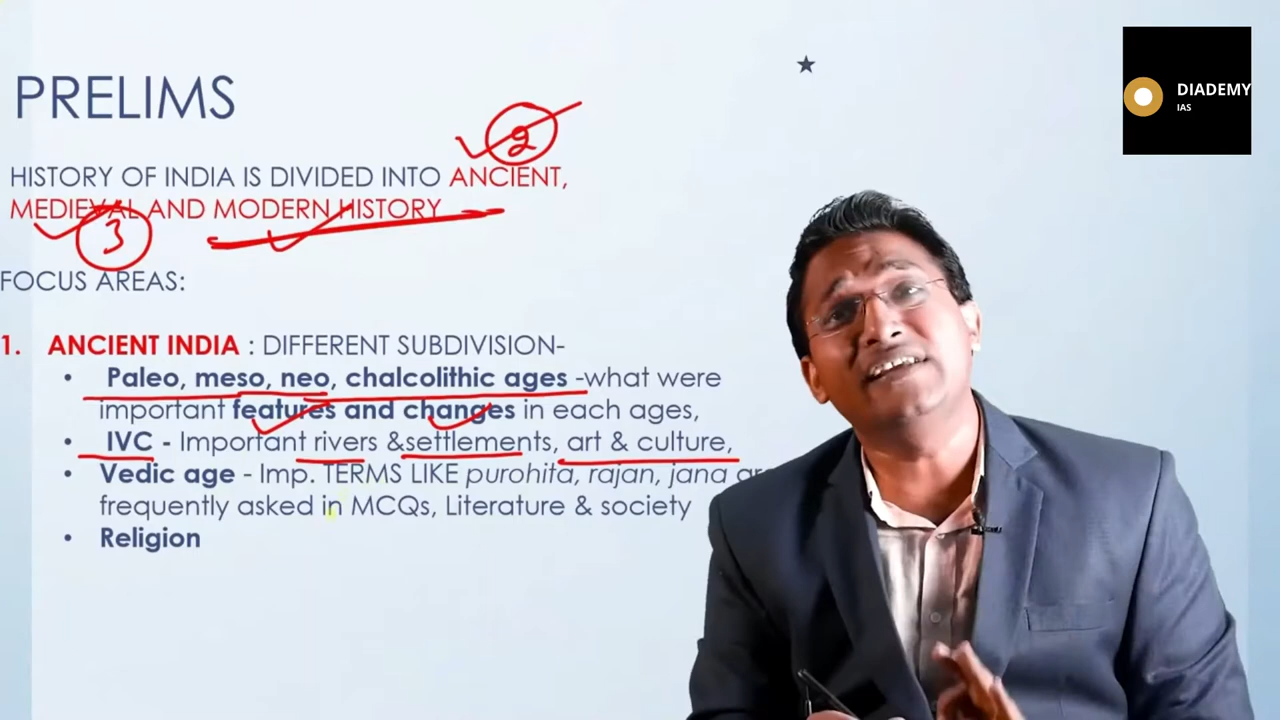 DIADEMY
IAS
PRELIMS
2
HISTORY OF INDIA IS DIVIDED INTO ANCIENT,
MEDIEVAL AND MODERN HISTORY
3
FOCUS AREAS:
1. ANCIENT INDIA : DIFFERENT SUBDIVISION-
• Paleo, meso, neo, chalcolithic ages -what were
important features and changes in each ages,
• IVC - Important rivers &settlements, art & culture,
• Vedic age - Imp. TERMS LIKE purohita, rajan, jana
frequently asked in MCQs, Literature & society
• Religion